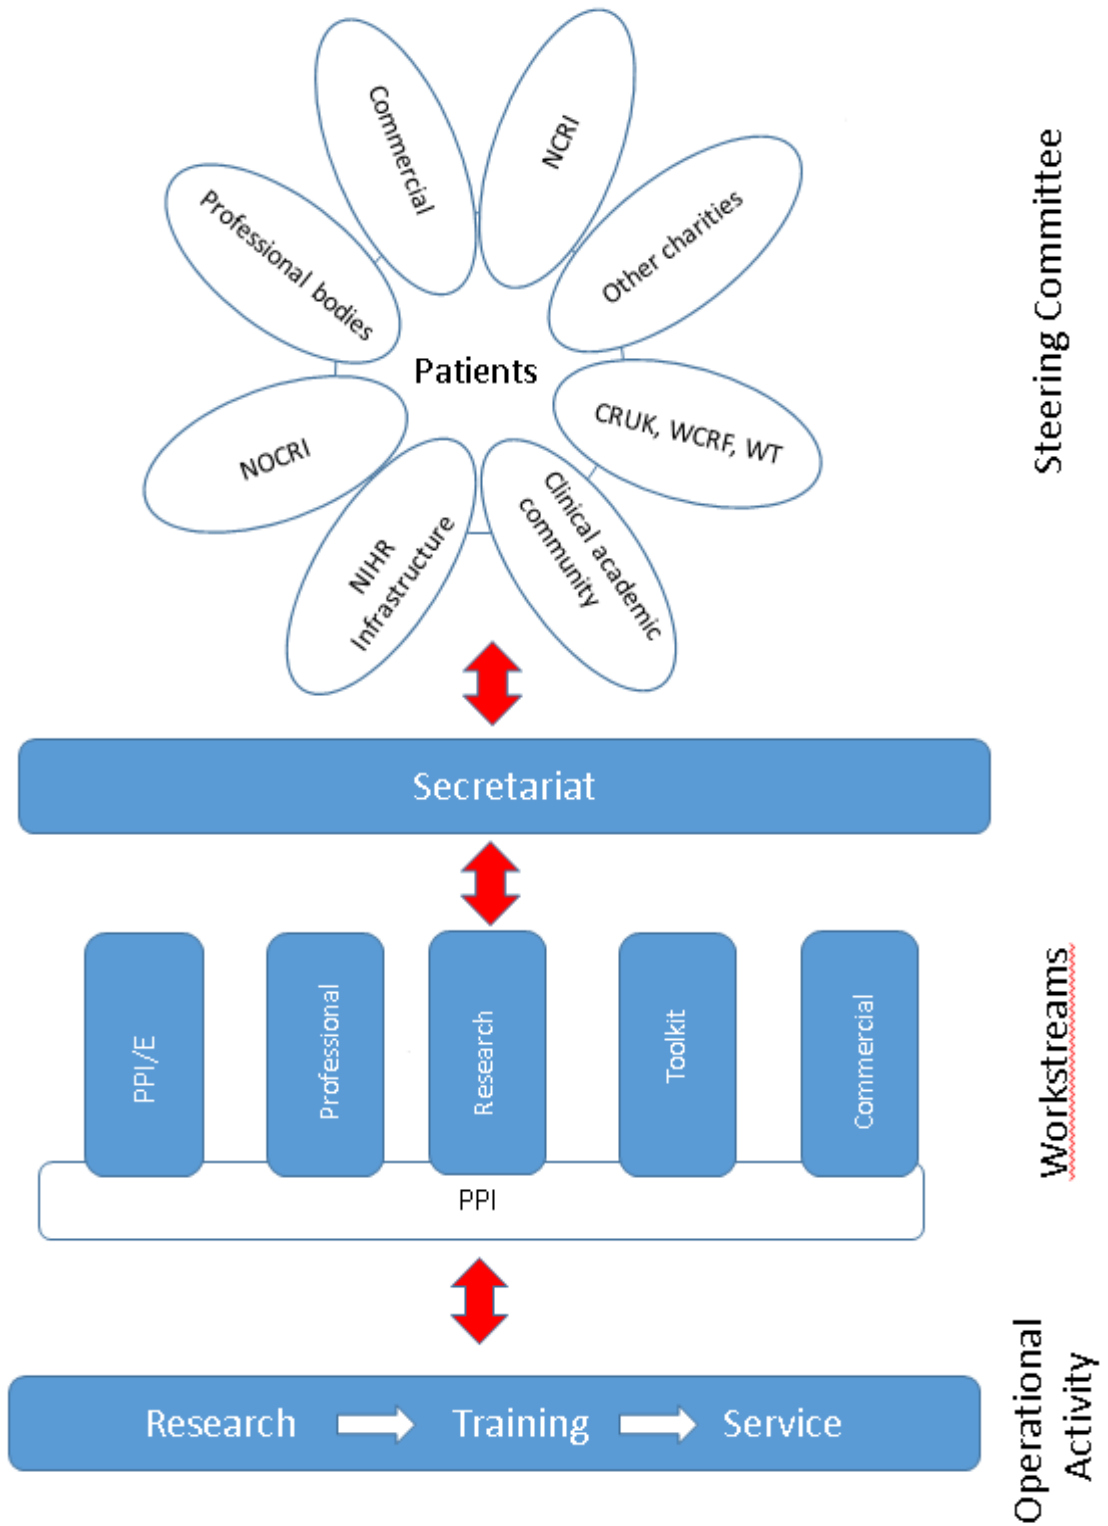 Commercial
NCRI
Professional bodies
Other charities
Patients
NOCRI
CRUK, WCRF, WT
NIHR
Infrastructure
Clinical academic
community
Steering Committee
Secretariat
PPI/E
Professional
Research
Toolkit
Commercial
PPI
Workstreams
Research
Training
Service
Operational
Activity